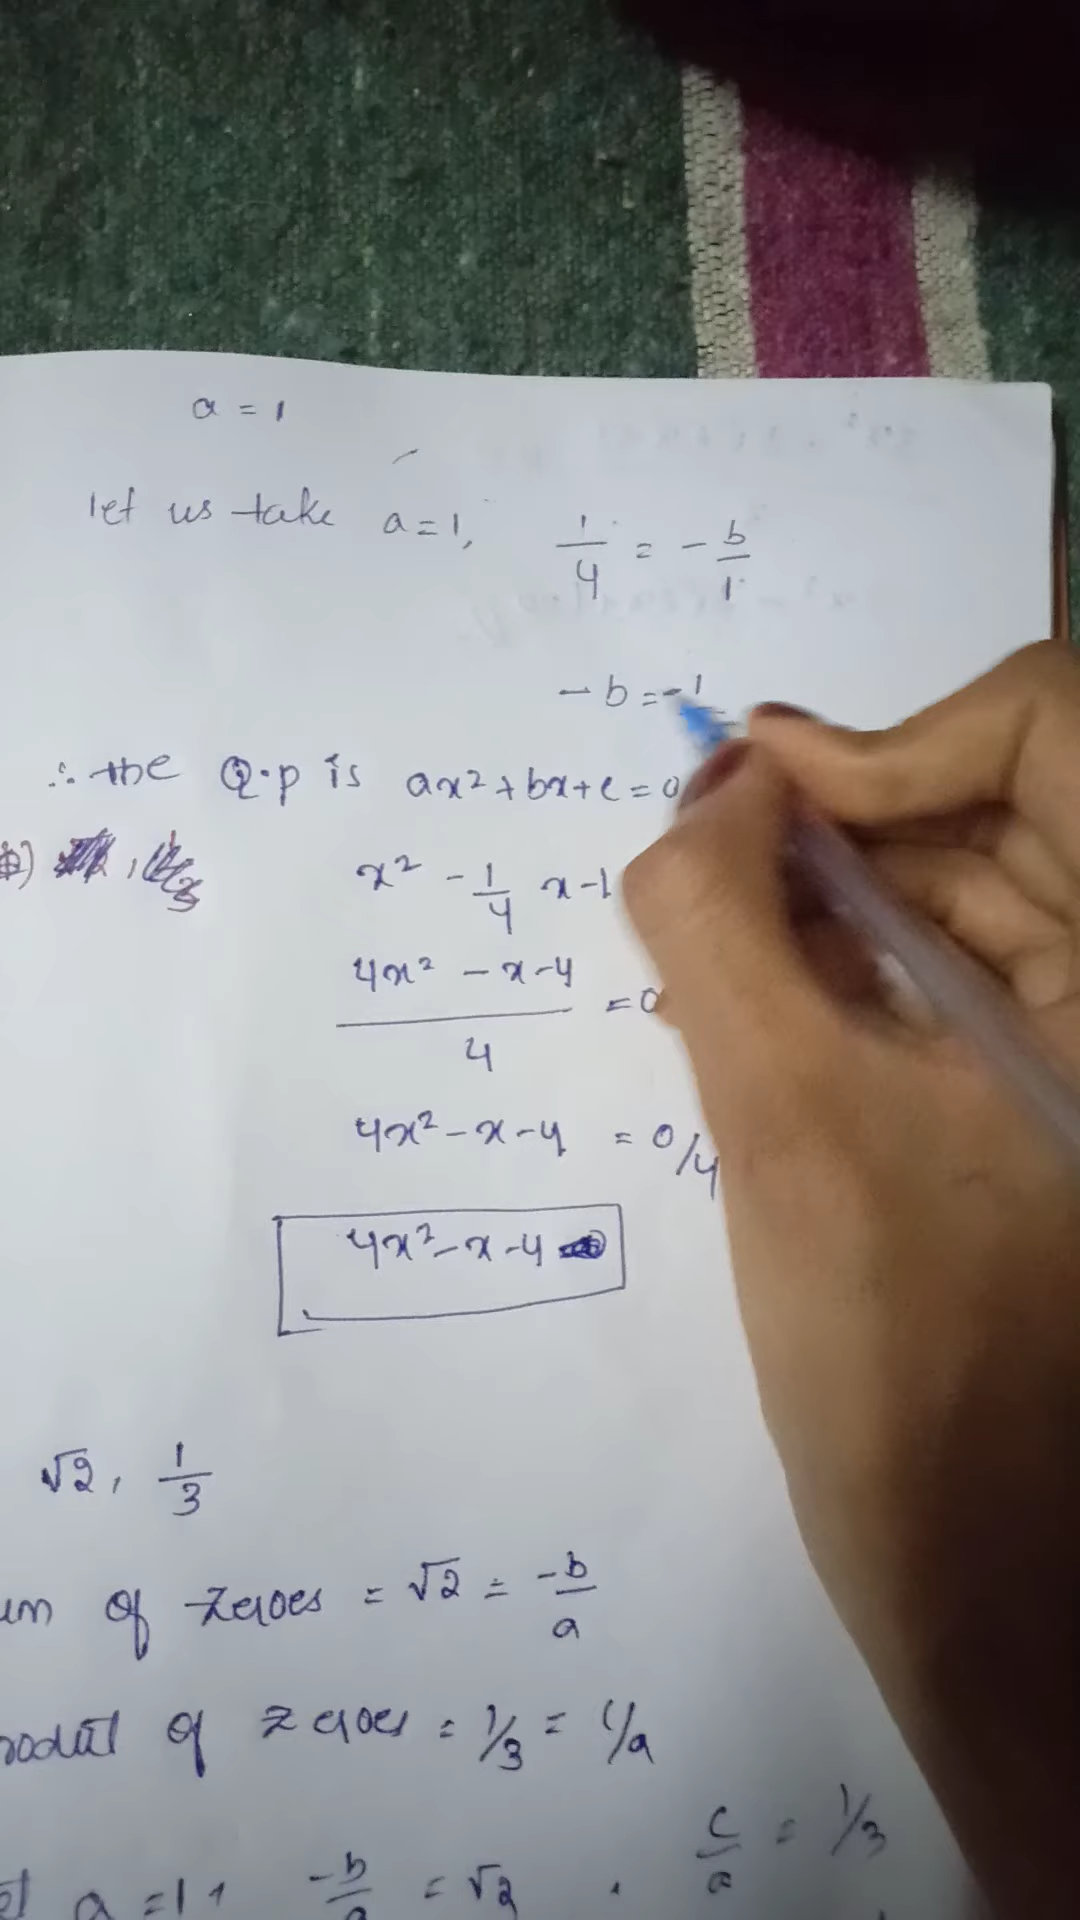 a = 1
let us take a=1, 1/4 = - b/1
- b = - 1
∴ the Q.p is ax² + bx + c = 0
x² - 1/4 x - 1
4x² - x - 4 / 4 = 0
4x² - x - 4 = 0/4
4x² - x - 4
√2, 1/3
of zeroes = √2 = -b/a
of zeroes = 1/3 = c/a
a = 1, -b/a = √2, c/a = 1/3